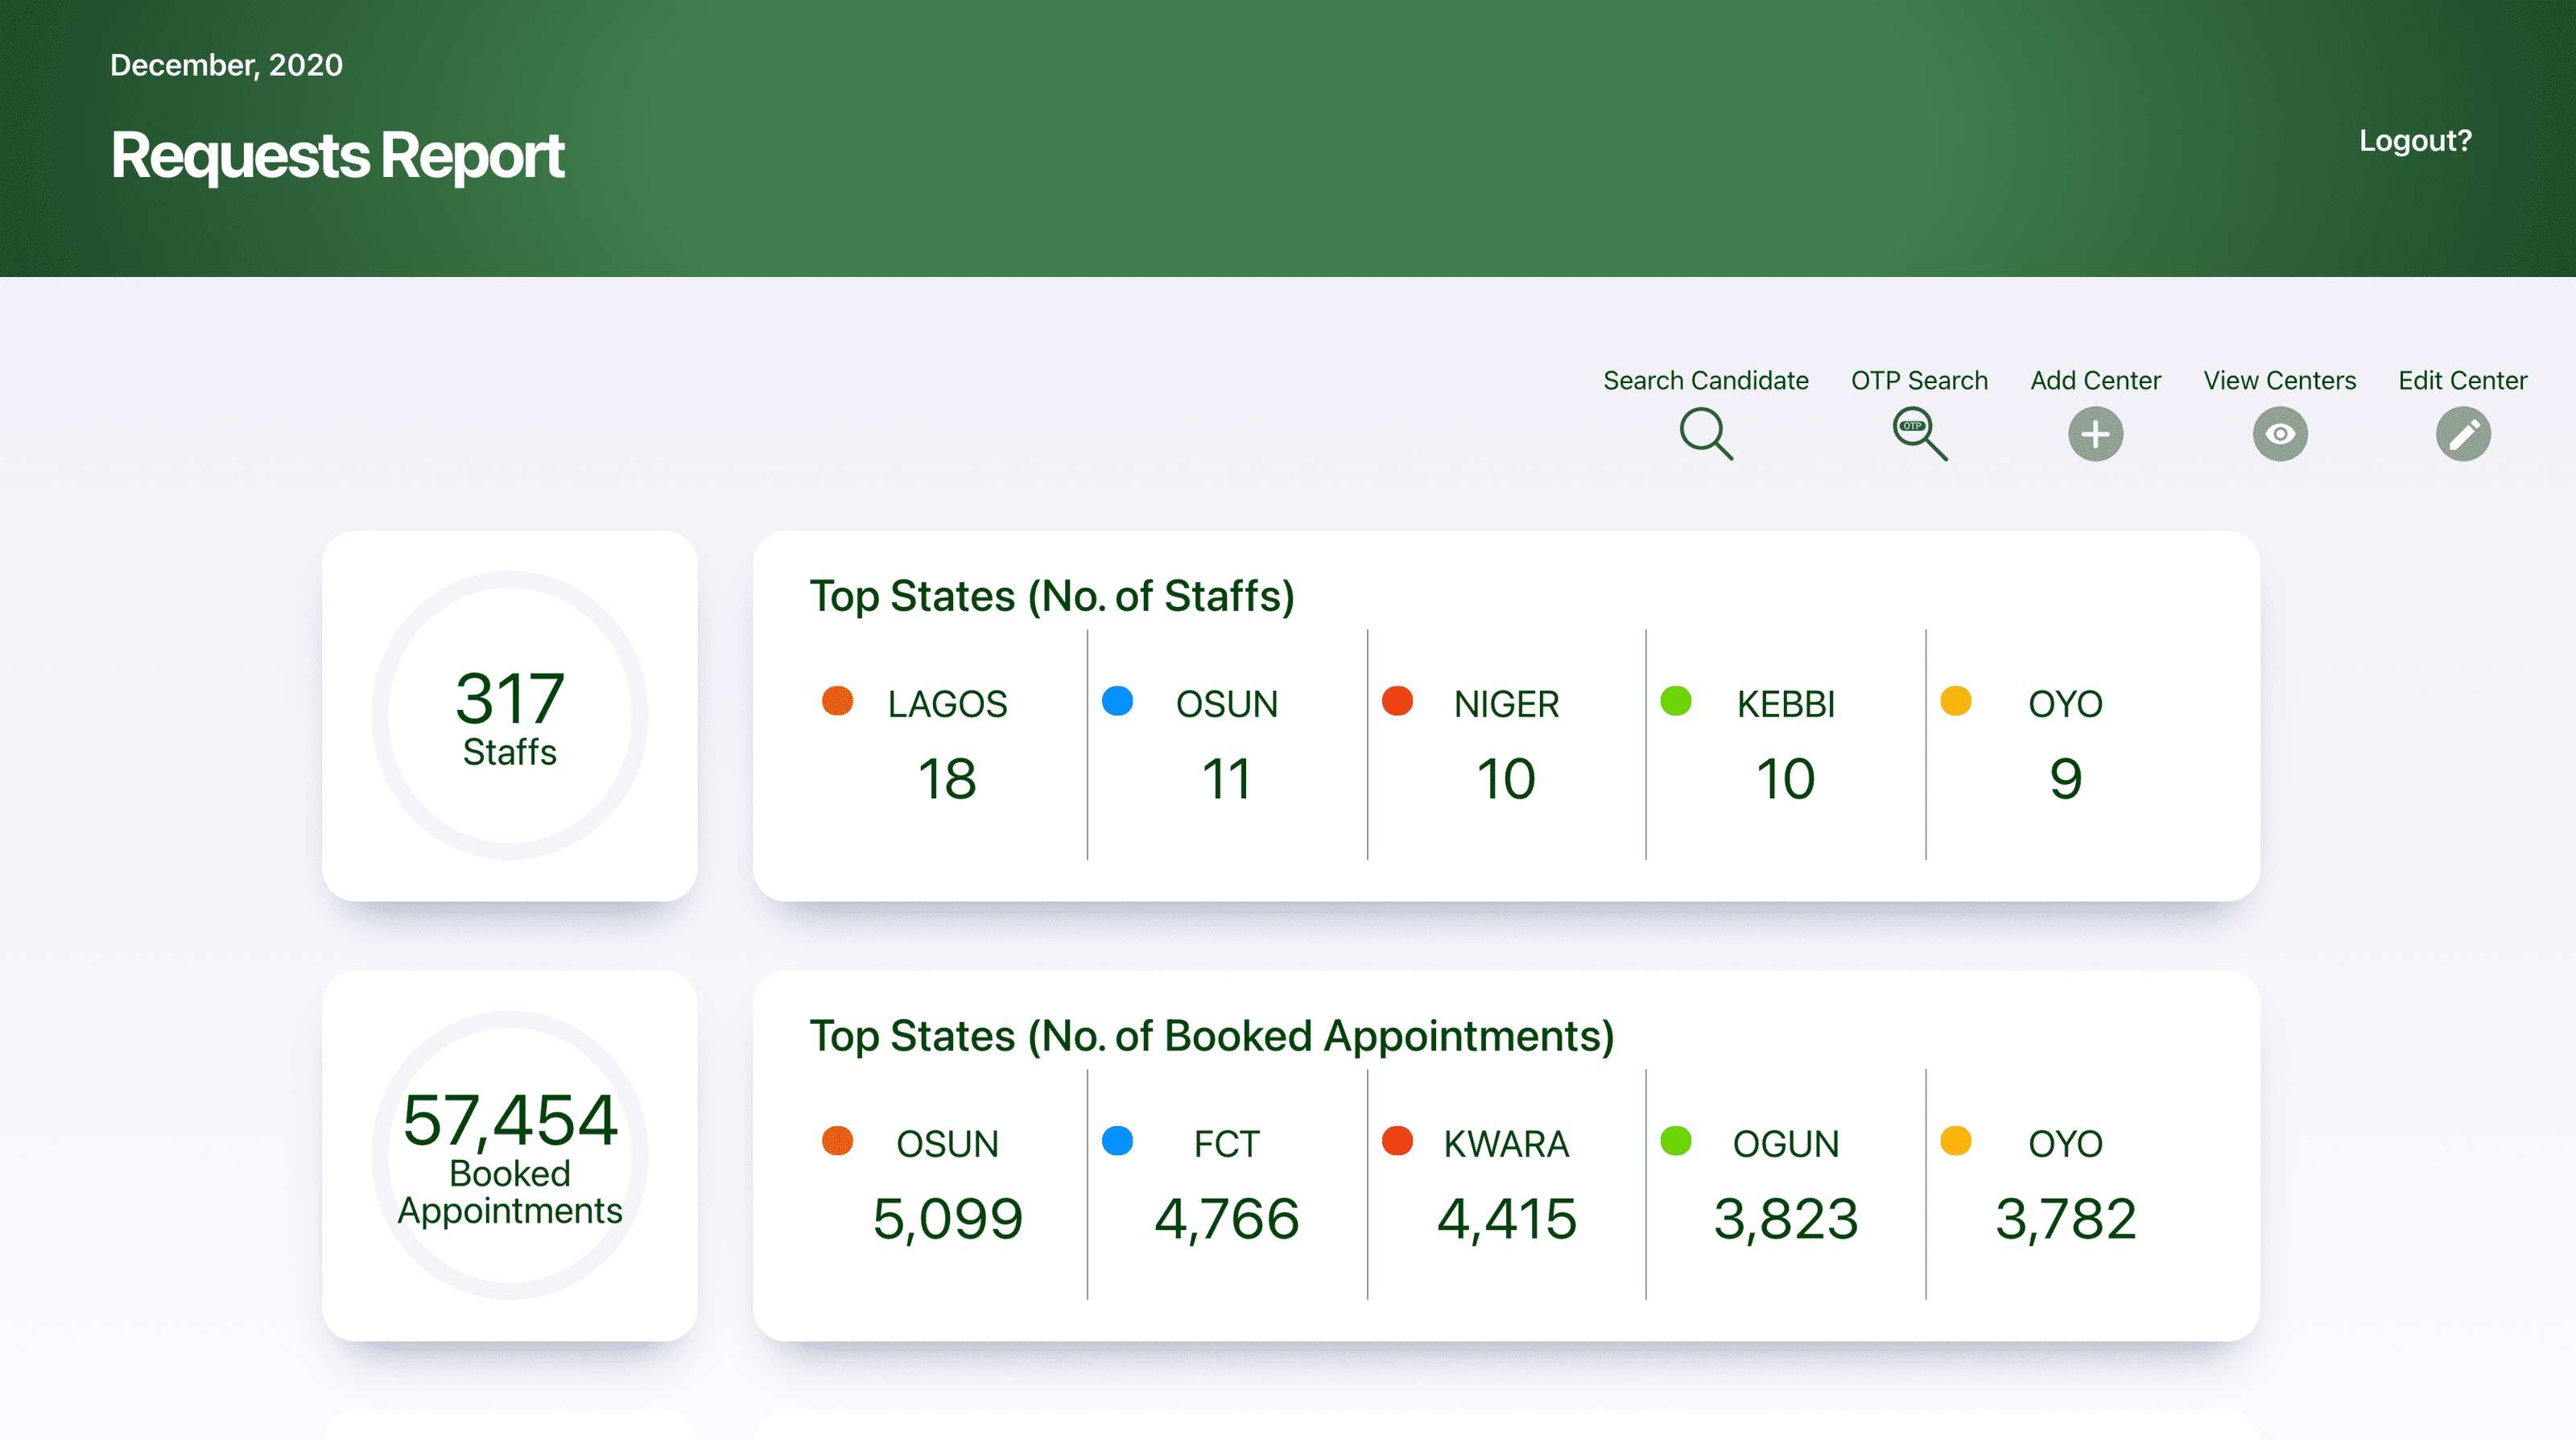 December, 2020
Requests Report
Logout?
Search Candidate
OTP Search
Add Center
View Centers
Edit Center
OTP
317
Staffs
Top States (No. of Staffs)
LAGOS
OSUN
NIGER
KEBBI
OYO
18
11
10
10
9
57,454
Booked
Appointments
Top States (No. of Booked Appointments)
OSUN
FCT
KWARA
OGUN
OYO
5,099
4,766
4,415
3,823
3,782